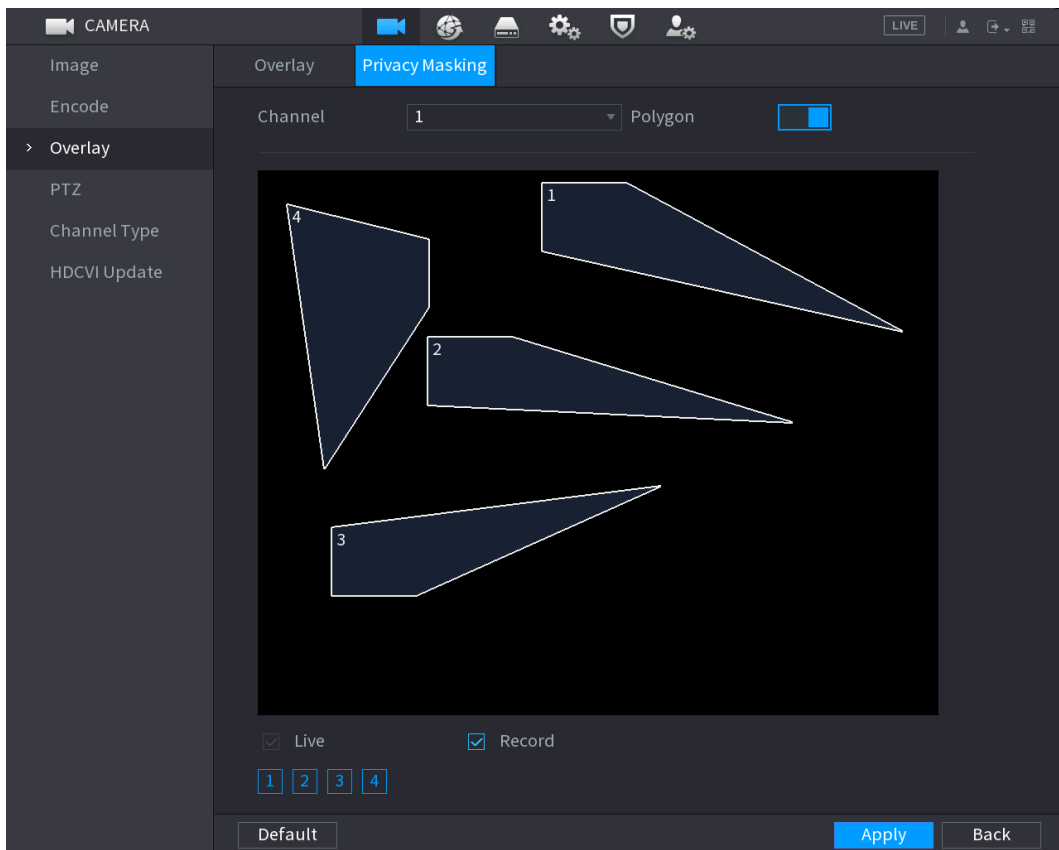 CAMERA
LIVE
Image
Encode
> Overlay
PTZ
Channel Type
HDCVI Update
Overlay Privacy Masking
Channel 1 Polygon
1
4
2
3
Live Record
1 2 3 4
Default Apply Back